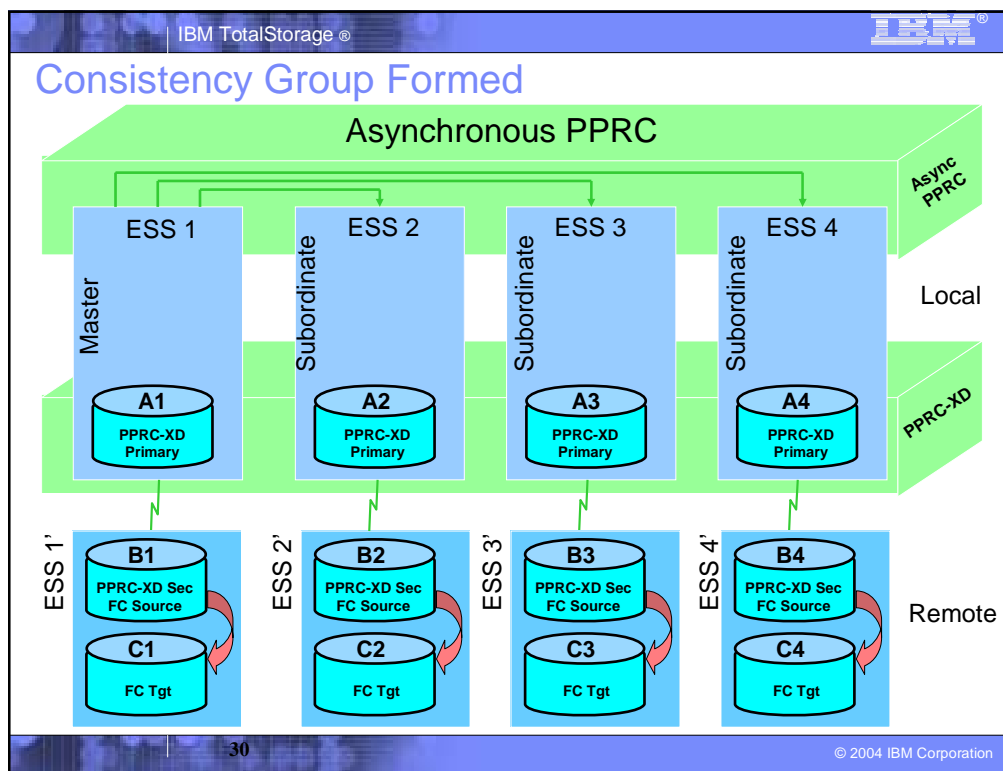 IBM TotalStorage ®
IBM®
Consistency Group Formed
Asynchronous PPRC
Async
PPRC
ESS 1
ESS 2
ESS 3
ESS 4
Master
Subordinate
Subordinate
Subordinate
Local
A1
PPRC-XD
Primary
A2
PPRC-XD
Primary
A3
PPRC-XD
Primary
A4
PPRC-XD
Primary
PPRC-XD
ESS 1'
B1
PPRC-XD Sec
FC Source
C1
FC Tgt
ESS 2'
B2
PPRC-XD Sec
FC Source
C2
FC Tgt
ESS 3'
B3
PPRC-XD Sec
FC Source
C3
FC Tgt
ESS 4'
B4
PPRC-XD Sec
FC Source
C4
FC Tgt
Remote
30
© 2004 IBM Corporation